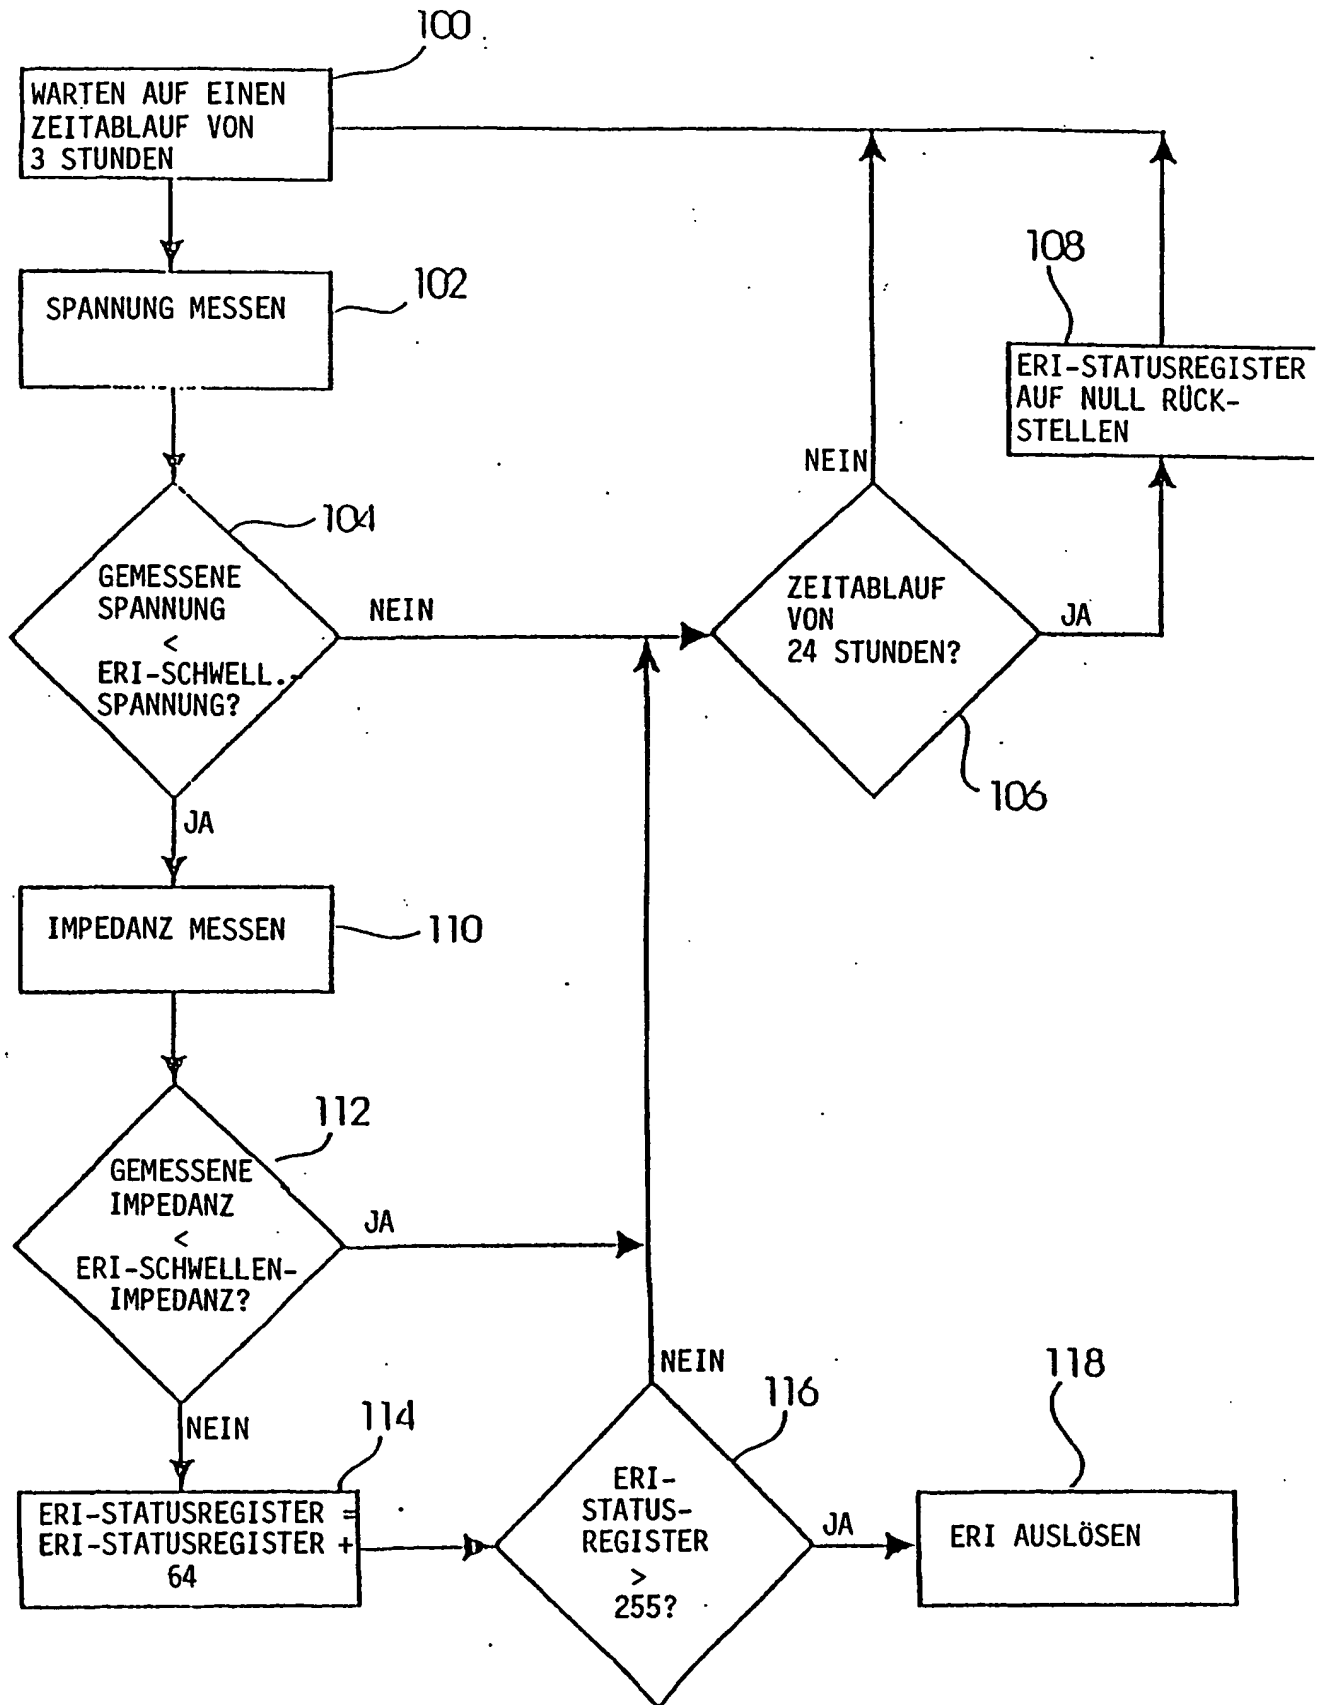 100
WARTEN AUF EINEN
ZEITABLAUF VON
3 STUNDEN
102
SPANNUNG MESSEN
108
ERI-STATUSREGISTER
AUF NULL RÜCK-
STELLEN
104
GEMESSENE
SPANNUNG
<
ERI-SCHWELL.-
SPANNUNG?
NEIN
JA
NEIN
ZEITABLAUF
VON
24 STUNDEN?
JA
106
IMPEDANZ MESSEN
110
112
GEMESSENE
IMPEDANZ
<
ERI-SCHWELLEN-
IMPEDANZ?
JA
NEIN
114
ERI-STATUSREGISTER =
ERI-STATUSREGISTER +
64
NEIN
116
ERI-
STATUS-
REGISTER
>
255?
JA
118
ERI AUSLÖSEN